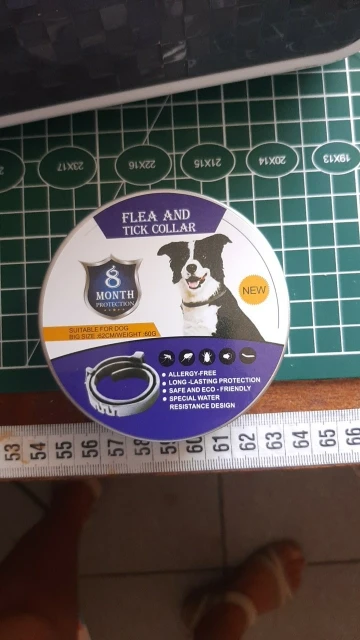 23X17
22X16
21X15
20X14
19X13
FLEA AND
TICK COLLAR
8
MONTH
PROTECTION
NEW
SUITABLE FOR DOG
BIG SIZE :62CM/WEIGHT :60G
ALLERGY-FREE
LONG -LASTING PROTECTION
SAFE AND ECO - FRIENDLY
SPECIAL WATER
RESISTANCE DESIGN
53 54 55 56 57 58 59 60 61 62 63 64 65 66